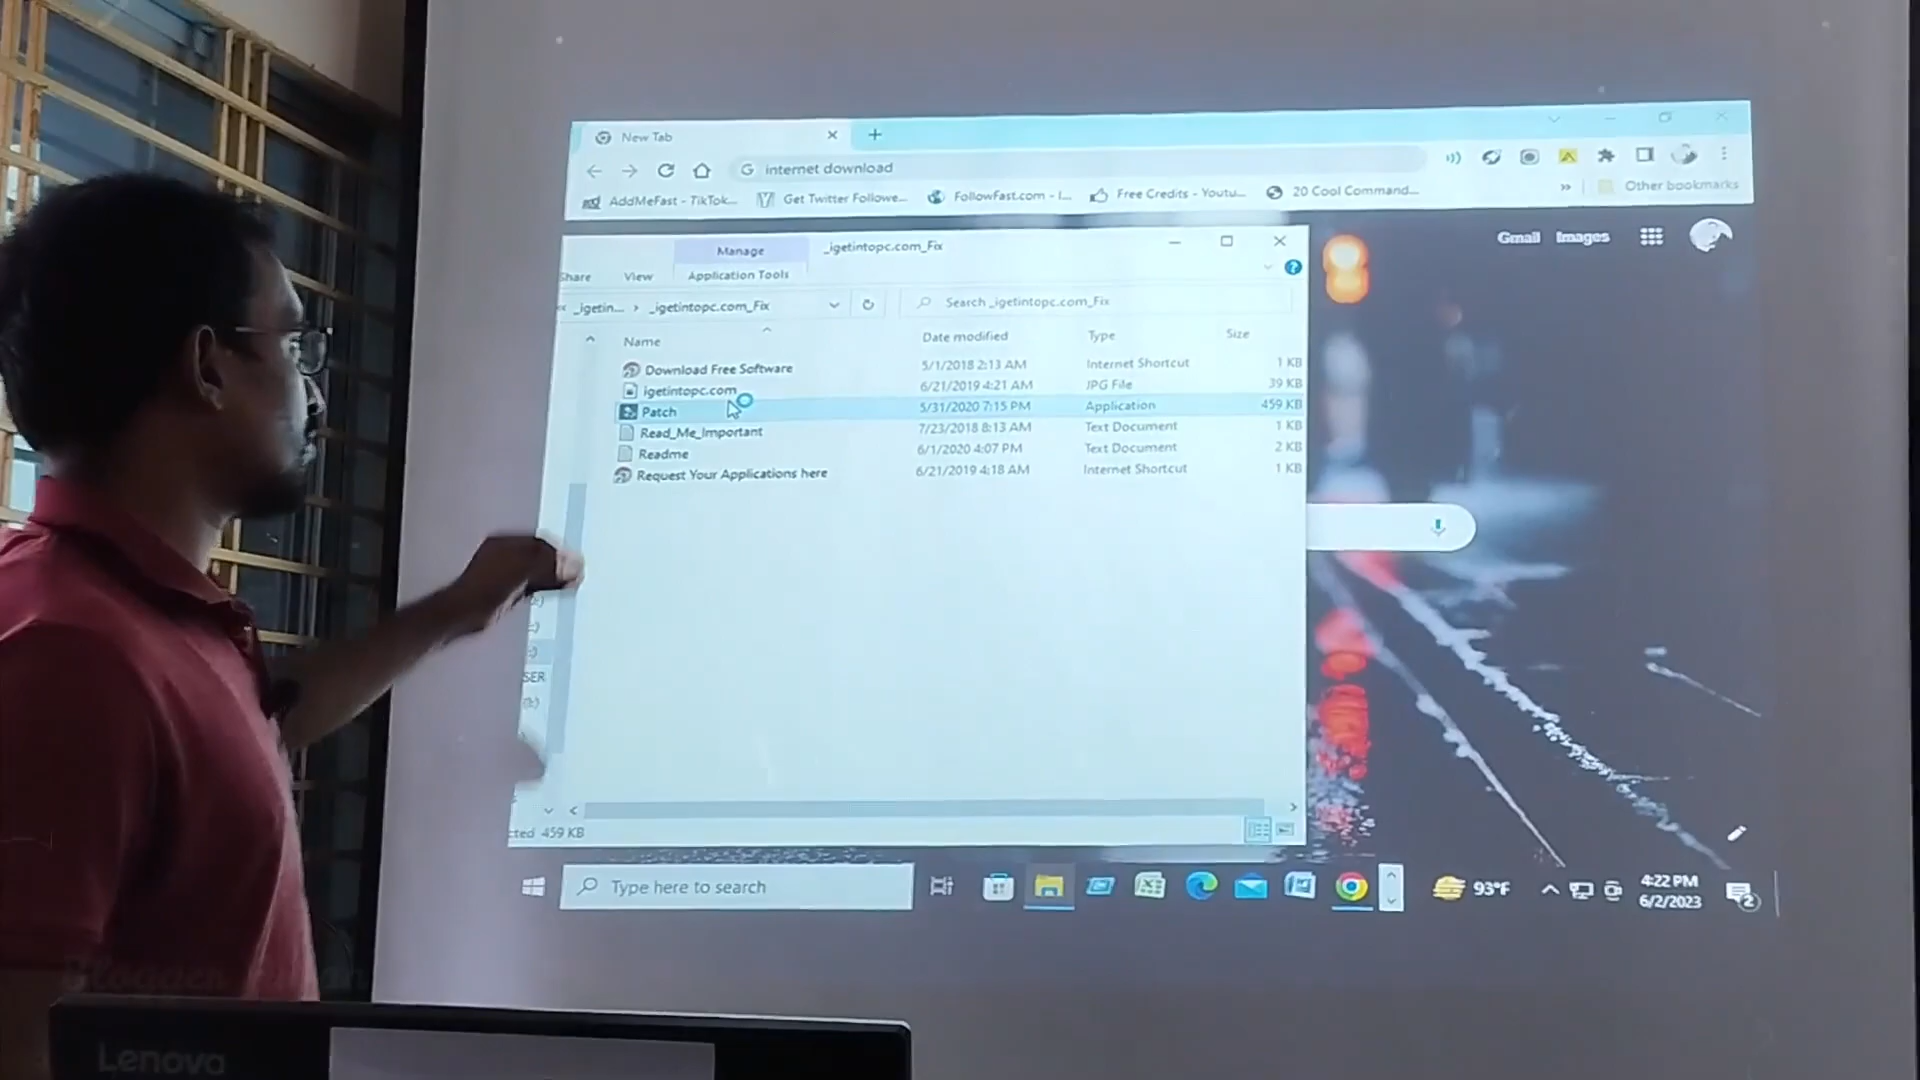 New Tab
internet download
AddMeFast - TikTok...
Get Twitter Followe...
FollowFast.com - I...
Free Credits - Youtu...
20 Cool Command...
Other bookmarks
Gmail
Images
Manage
_igetintopc.com_Fix
Share
View
Application Tools
_igetin...
_igetintopc.com_Fix
Search _igetintopc.com_Fix
Name
Date modified
Type
Size
Download Free Software 5/1/2018 2:13 AM Internet Shortcut 1 KB
igetintopc.com 6/21/2019 4:21 AM JPG File 39 KB
Patch 5/31/2020 7:15 PM Application 459 KB
Read_Me_Important 7/23/2018 8:13 AM Text Document 1 KB
Readme 6/1/2020 4:07 PM Text Document 2 KB
Request Your Applications here 6/21/2019 4:18 AM Internet Shortcut 1 KB
SER
cted 459 KB
Type here to search
93°F
4:22 PM
6/2/2023
2
Lenovo